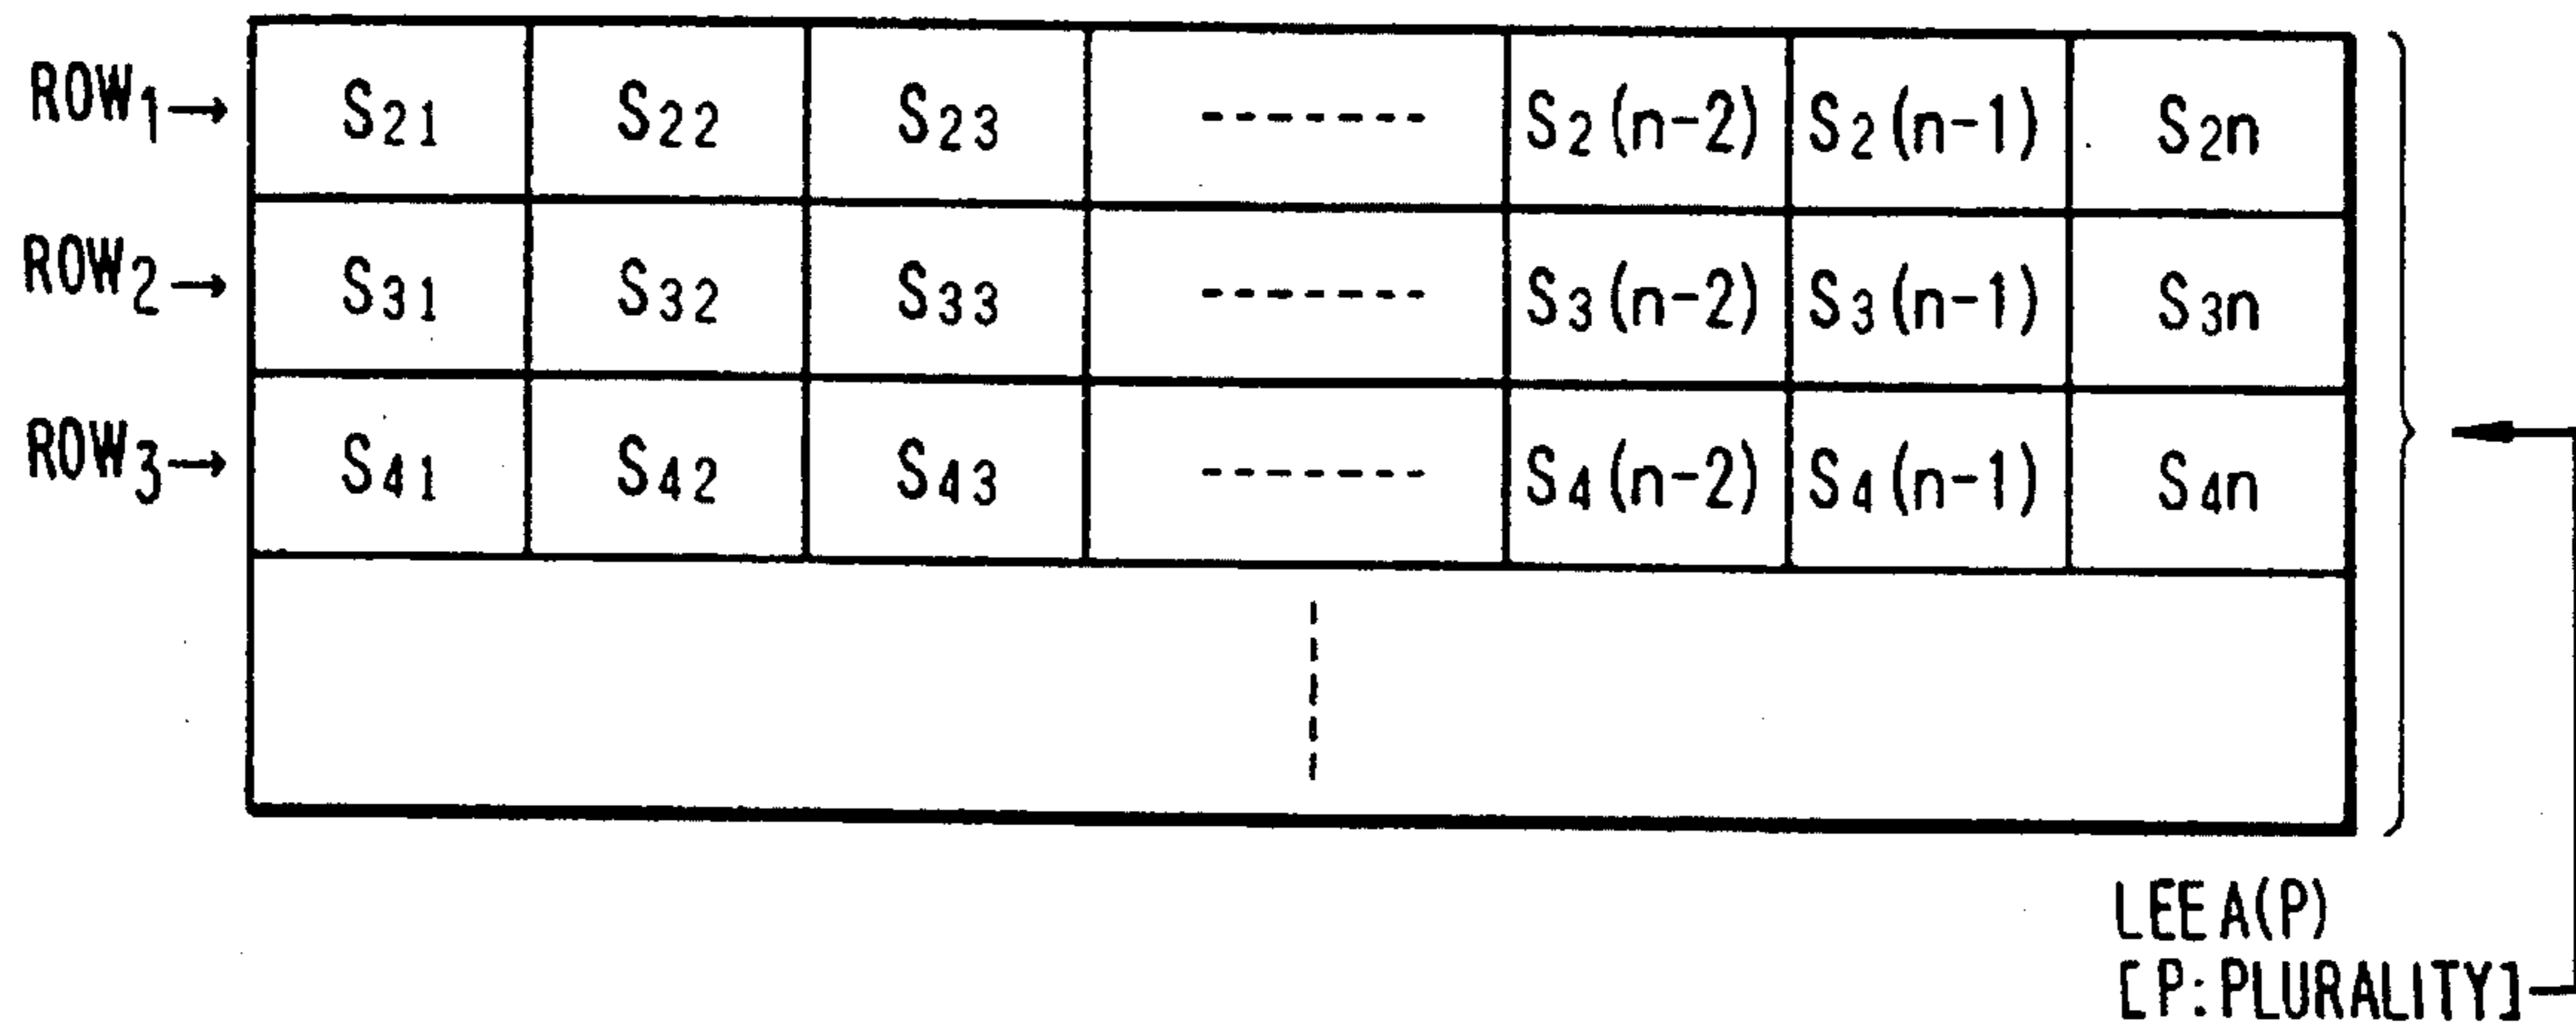 ROW₁→ S₂₁ S₂₂ S₂₃ ------- S₂(n-2) S₂(n-1) S₂n
ROW₂→ S₃₁ S₃₂ S₃₃ ------- S₃(n-2) S₃(n-1) S₃n
ROW₃→ S₄₁ S₄₂ S₄₃ ------- S₄(n-2) S₄(n-1) S₄n
LEE A(P)
[P:PLURALITY]